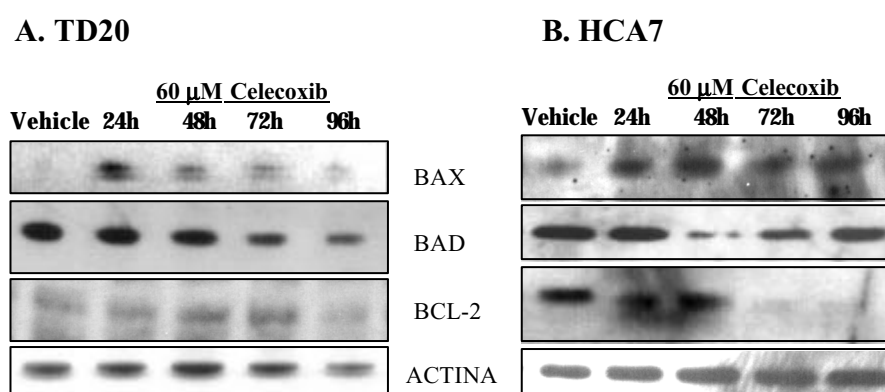 A. TD20
60 μM Celecoxib
Vehicle 24h 48h 72h 96h
B. HCA7
60 μM Celecoxib
Vehicle 24h 48h 72h 96h
BAX
BAD
BCL-2
ACTINA